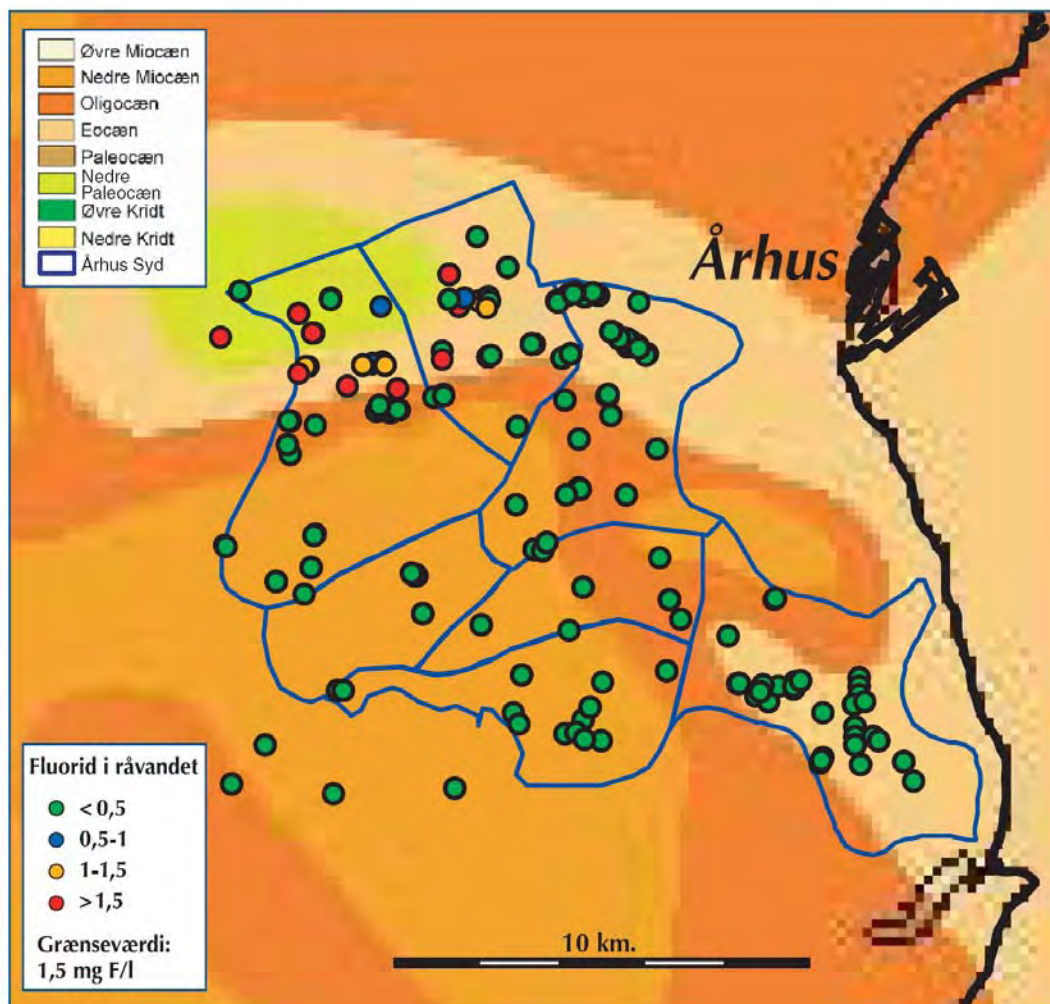 Øvre Miocæn
Nedre Miocæn
Oligocæn
Eocæn
Paleocæn
Nedre
Paleocæn
Øvre Kridt
Nedre Kridt
Århus Syd
Århus
Fluorid i råvandet
< 0,5
0,5-1
1-1,5
> 1,5
Grænseværdi:
1,5 mg F/l
10 km.